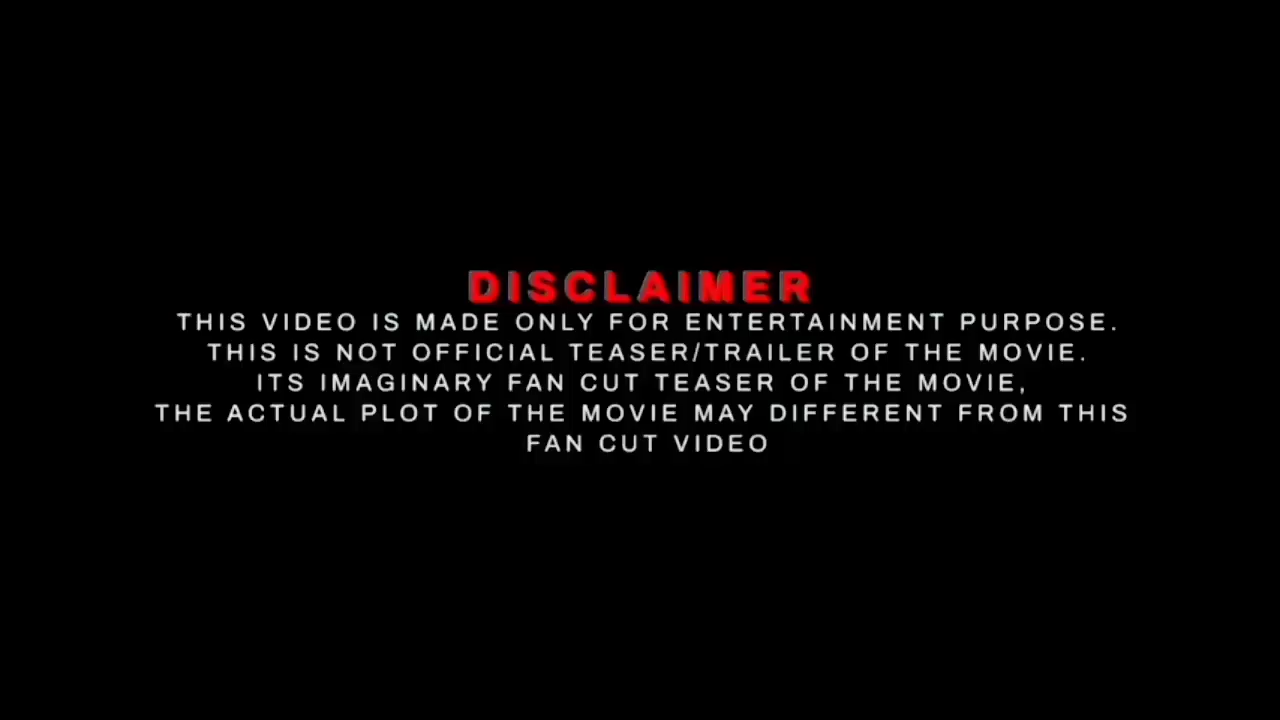 DISCLAIMER
THIS VIDEO IS MADE ONLY FOR ENTERTAINMENT PURPOSE.
THIS IS NOT OFFICIAL TEASER/TRAILER OF THE MOVIE.
ITS IMAGINARY FAN CUT TEASER OF THE MOVIE,
THE ACTUAL PLOT OF THE MOVIE MAY DIFFERENT FROM THIS
FAN CUT VIDEO